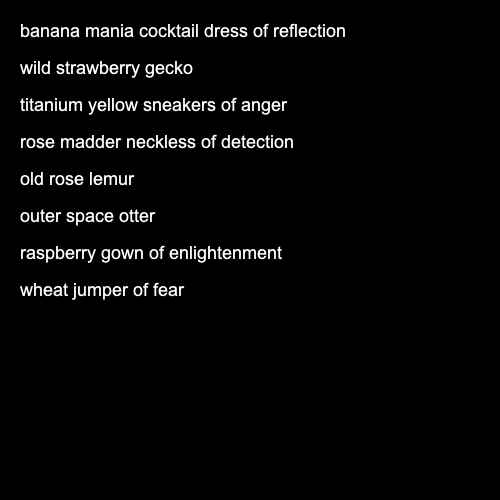 banana mania cocktail dress of reflection
wild strawberry gecko
titanium yellow sneakers of anger
rose madder neckless of detection
old rose lemur
outer space otter
raspberry gown of enlightenment
wheat jumper of fear